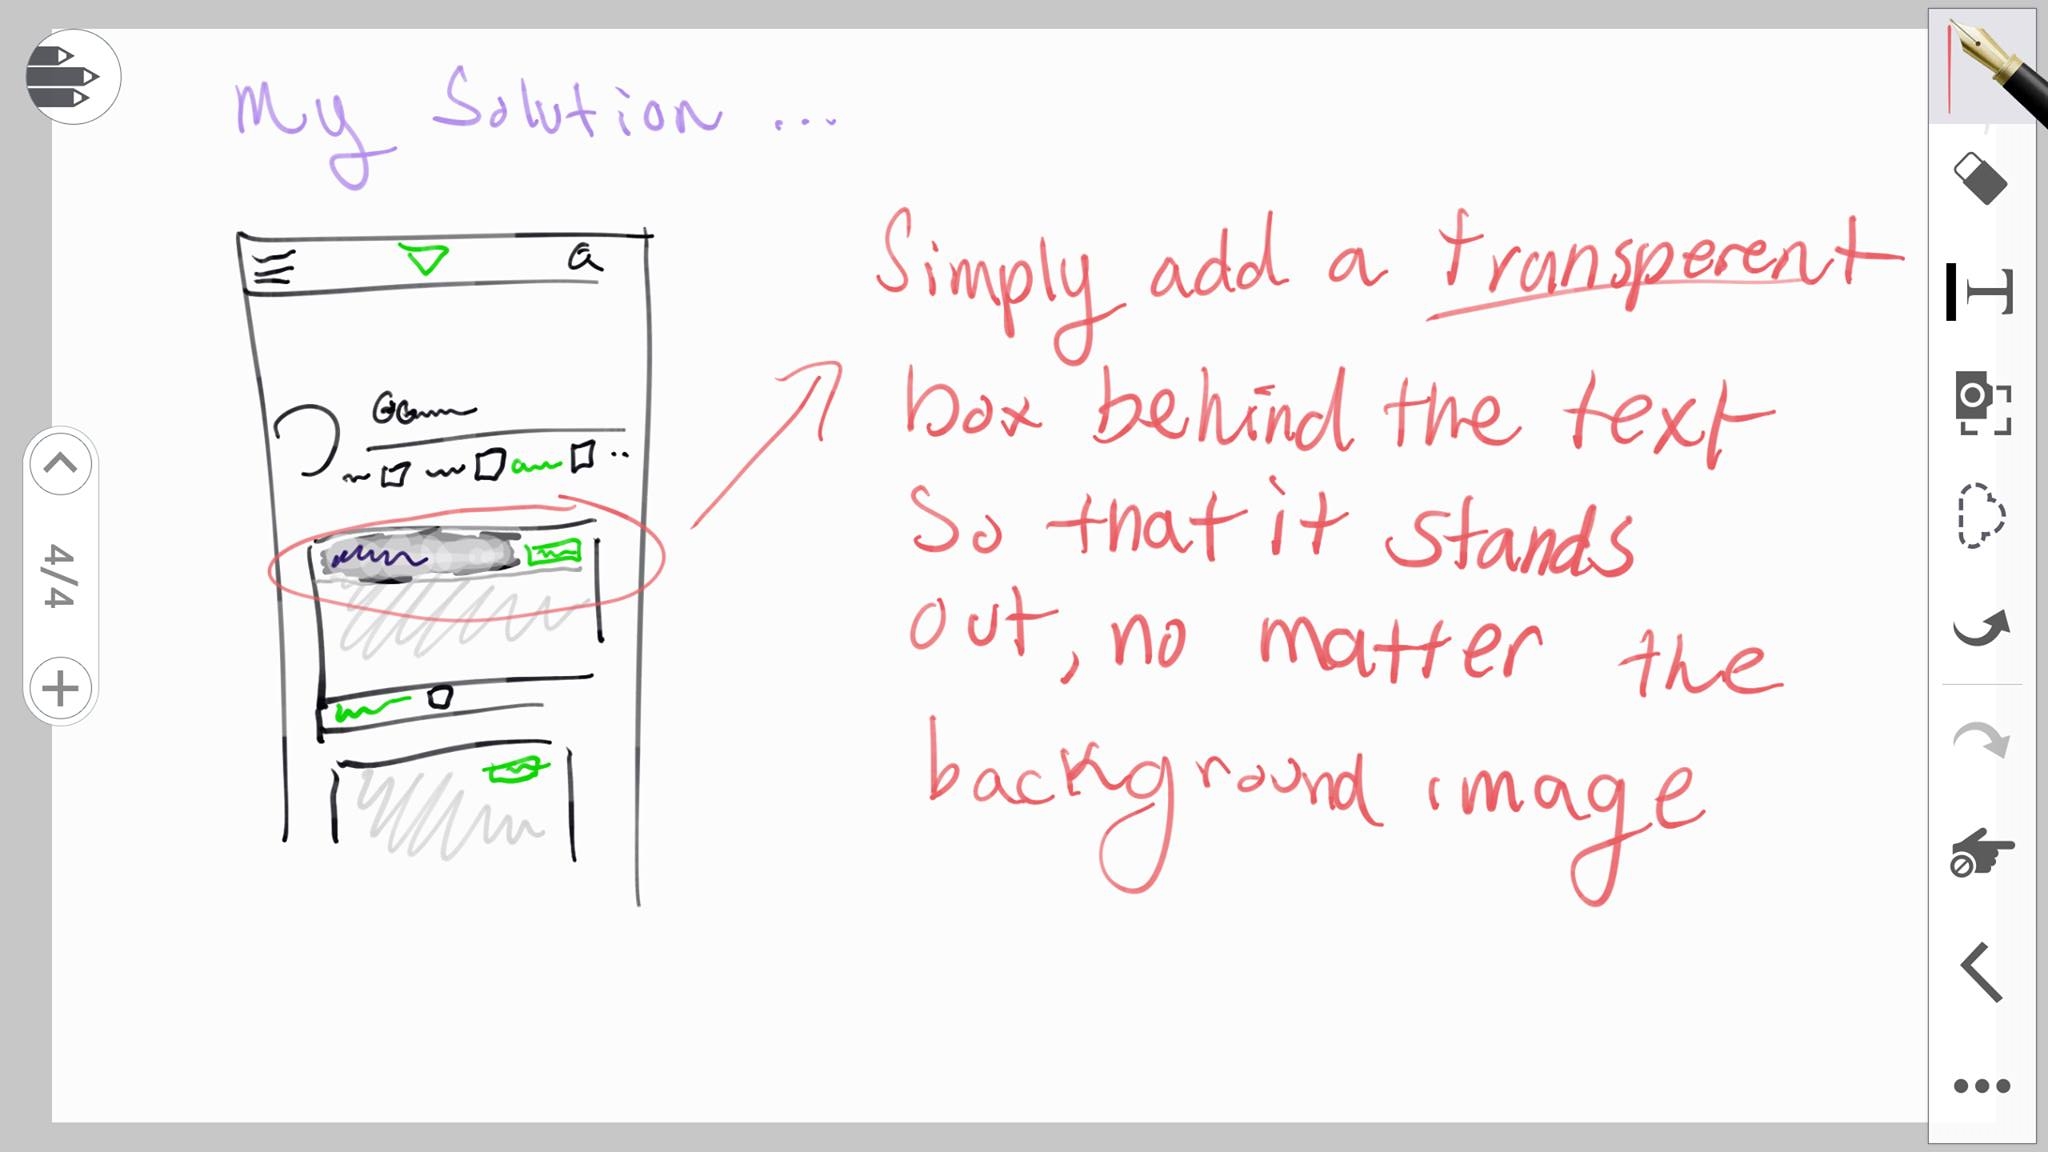 My Solution ...
Simply add a transperent
box behind the text
So that it stands
out, no matter the
background image
4/4